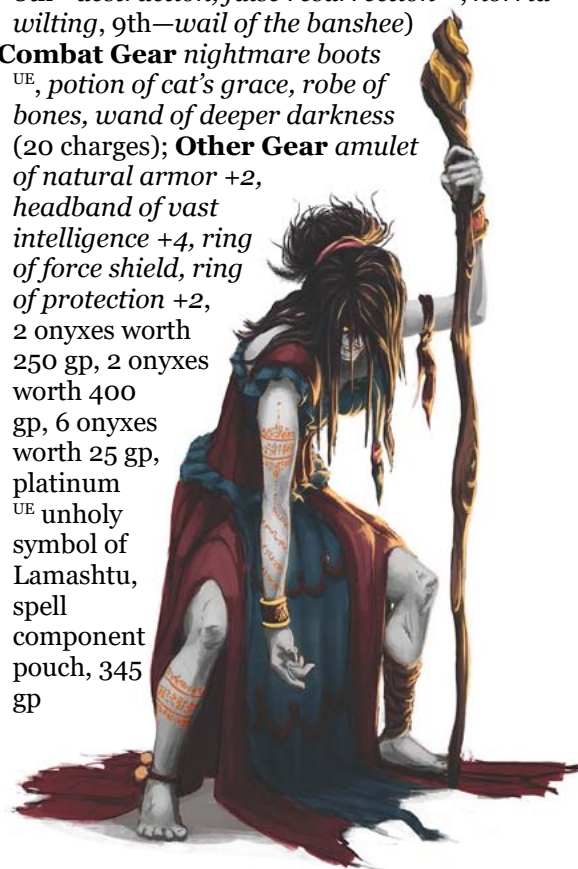 wilting, 9th—wail of the banshee)
Combat Gear nightmare boots
UE, potion of cat's grace, robe of
bones, wand of deeper darkness
(20 charges); Other Gear amulet
of natural armor +2,
headband of vast
intelligence +4, ring
of force shield, ring
of protection +2,
2 onyxes worth
250 gp, 2 onyxes
worth 400
gp, 6 onyxes
worth 25 gp,
platinum
UE unholy
symbol of
Lamashtu,
spell
component
pouch, 345
gp